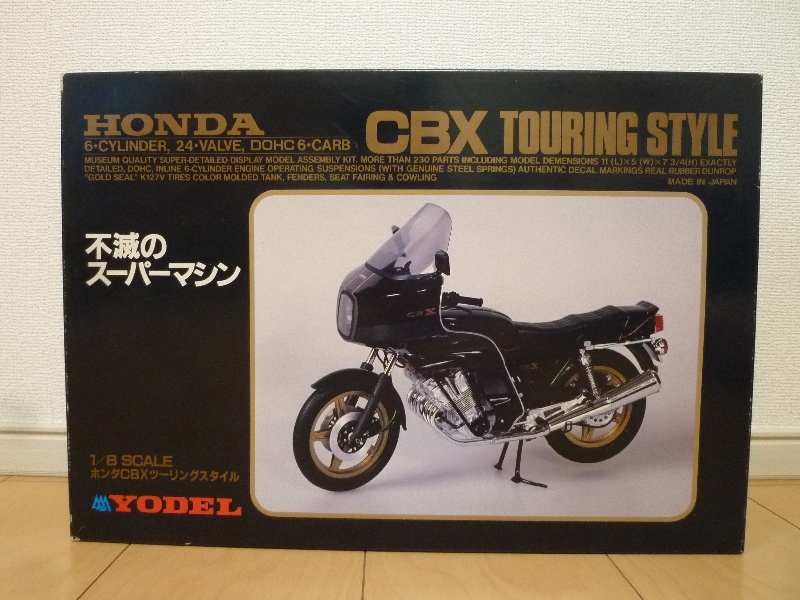 HONDA
CBX TOURING STYLE
6·CYLINDER, 24·VALVE, DOHC 6·CARB
MUSEUM QUALITY SUPER-DETAILED DISPLAY MODEL ASSEMBLY KIT. MORE THAN 230 PARTS INCLUDING MODEL DEMENSIONS 11 (L)×5 (W)×7 3/4(H) EXACTLY
DETAILED, DOHC, INLINE 6-CYLINDER ENGINE OPERATING SUSPENSIONS (WITH GENUINE STEEL SPRINGS) AUTHENTIC DECAL MARKINGS REAL RUBBER DUNROP
"GOLD SEAL" K127V TIRES COLOR MOLDED TANK, FENDERS, SEAT FAIRING & COWLING
MADE IN JAPAN
不滅の
スーパーマシン
CBX
1/8 SCALE
ホンダCBXツーリングスタイル
YODEL